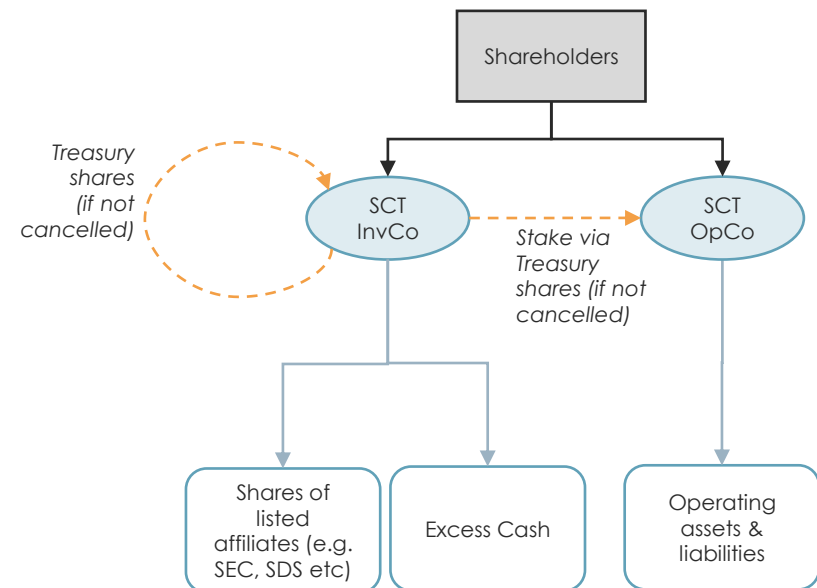 Shareholders
Treasury
shares
(if not
cancelled)
SCT
InvCo
SCT
OpCo
Stake via
Treasury
shares (if not
cancelled)
Shares of
listed
affiliates (e.g.
SEC, SDS etc)
Excess Cash
Operating
assets &
liabilities